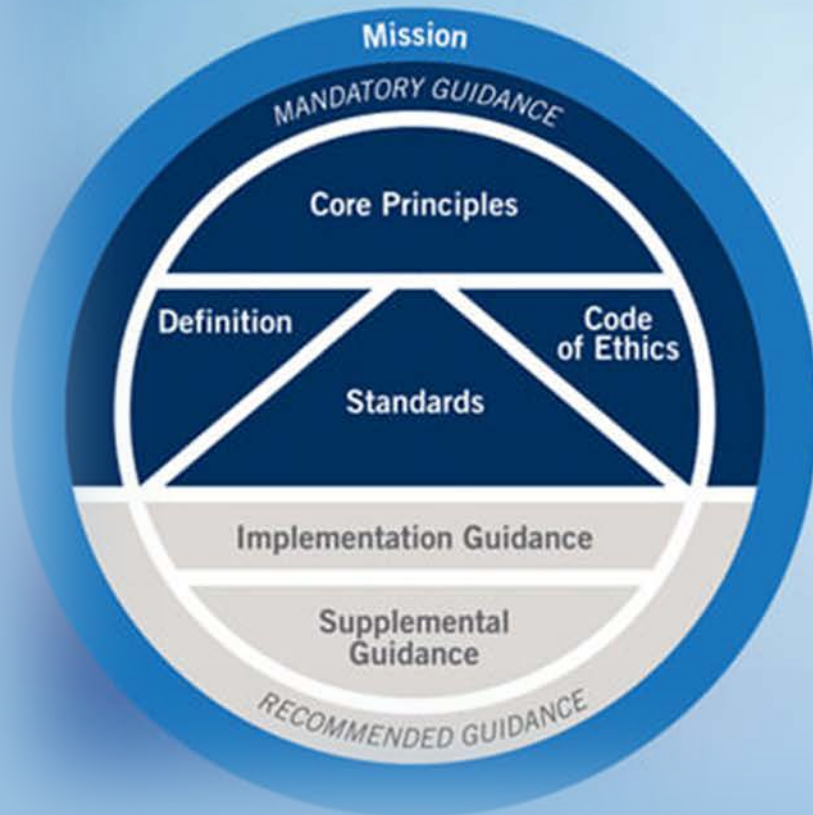 Mission
MANDATORY GUIDANCE
Core Principles
Definition
Code
of Ethics
Standards
Implementation Guidance
Supplemental
Guidance
RECOMMENDED GUIDANCE